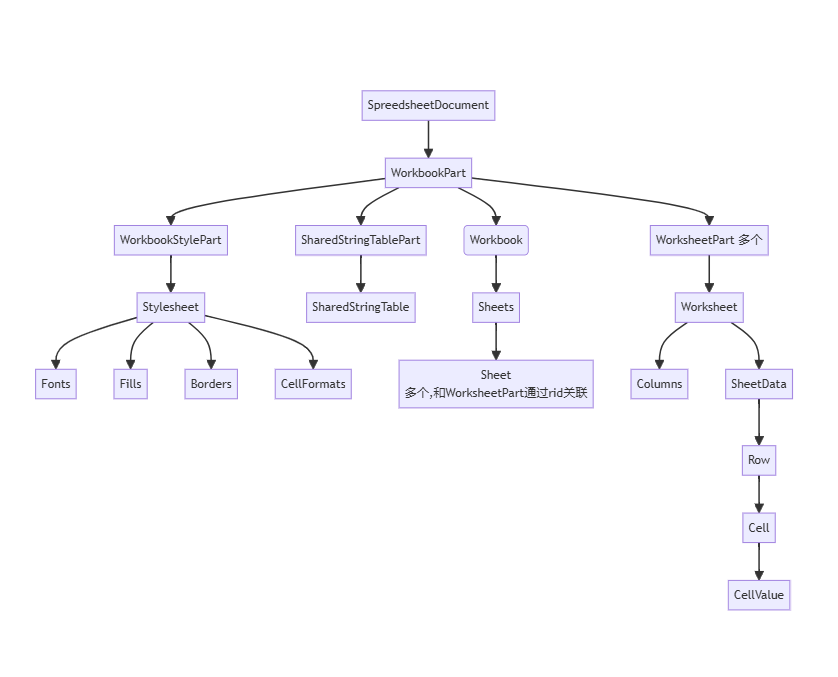 SpreedsheetDocument
WorkbookPart
WorkbookStylePart
SharedStringTablePart
Workbook
WorksheetPart 多个
Stylesheet
SharedStringTable
Sheets
Worksheet
Fonts
Fills
Borders
CellFormats
Sheet
多个,和WorksheetPart通过rid关联
Columns
SheetData
Row
Cell
CellValue